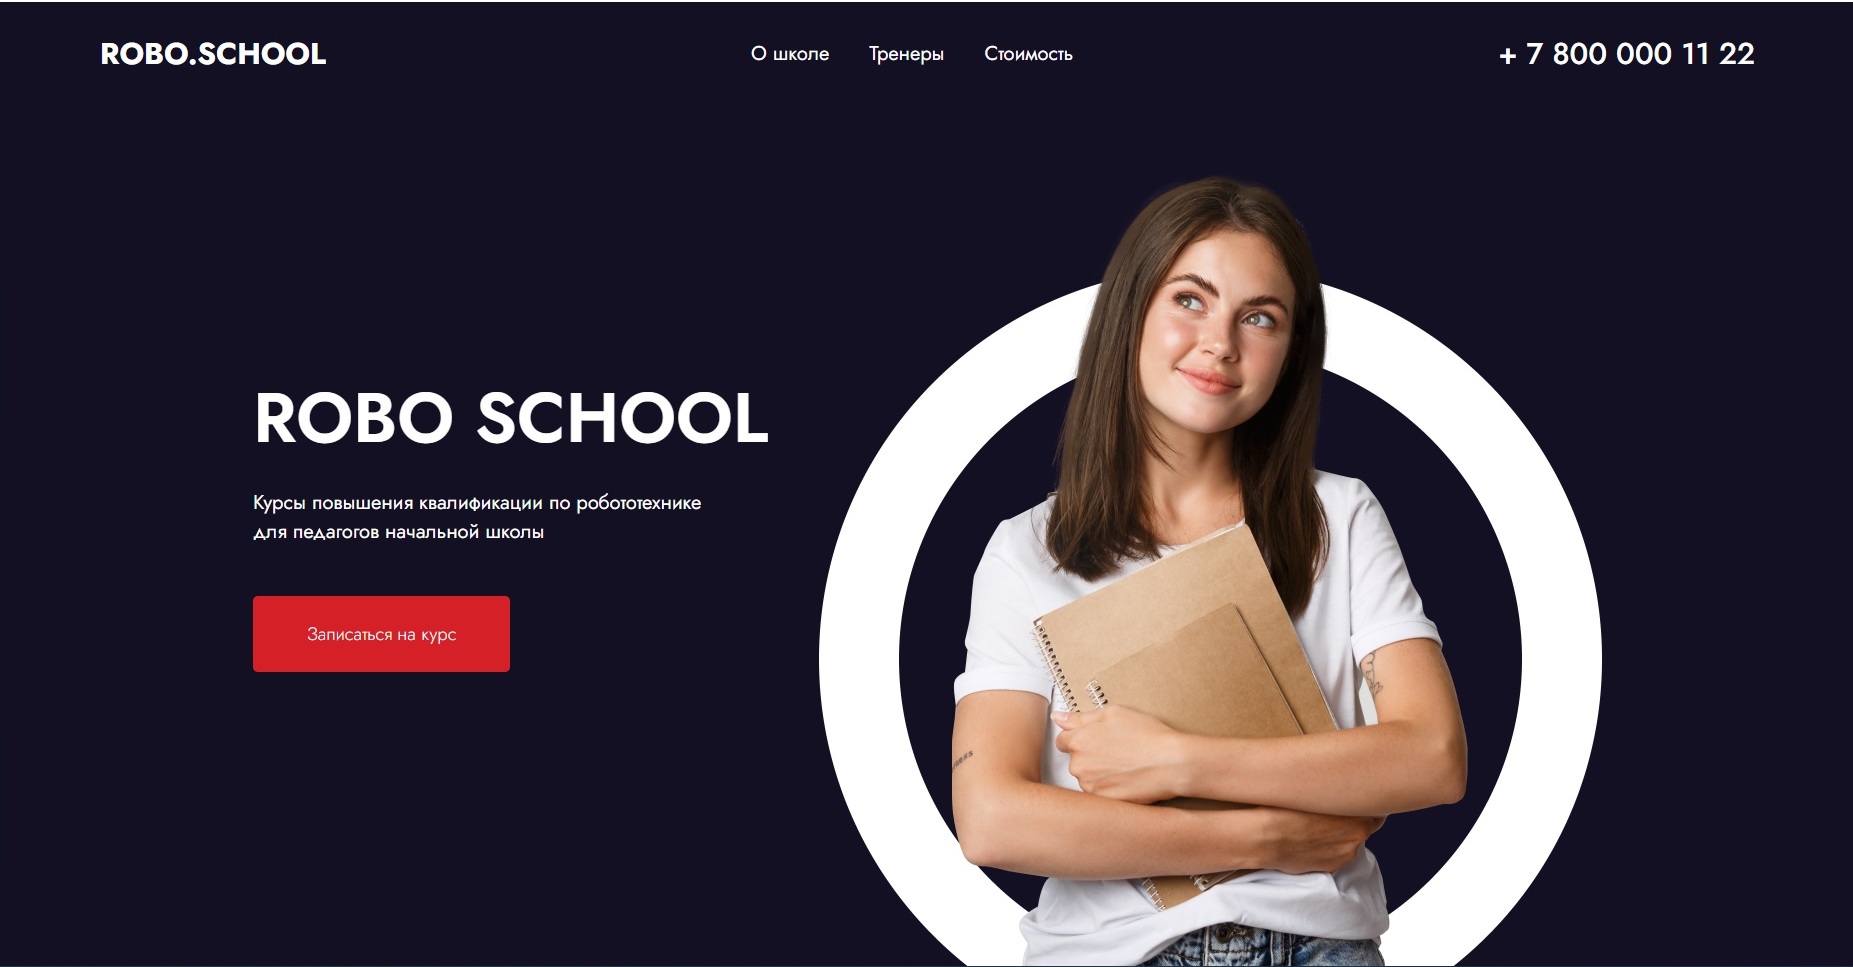 ROBO.SCHOOL
О школе
Тренеры
Стоимость
+ 7 800 000 11 22
ROBO SCHOOL
Курсы повышения квалификации по робототехнике
для педагогов начальной школы
Записаться на курс